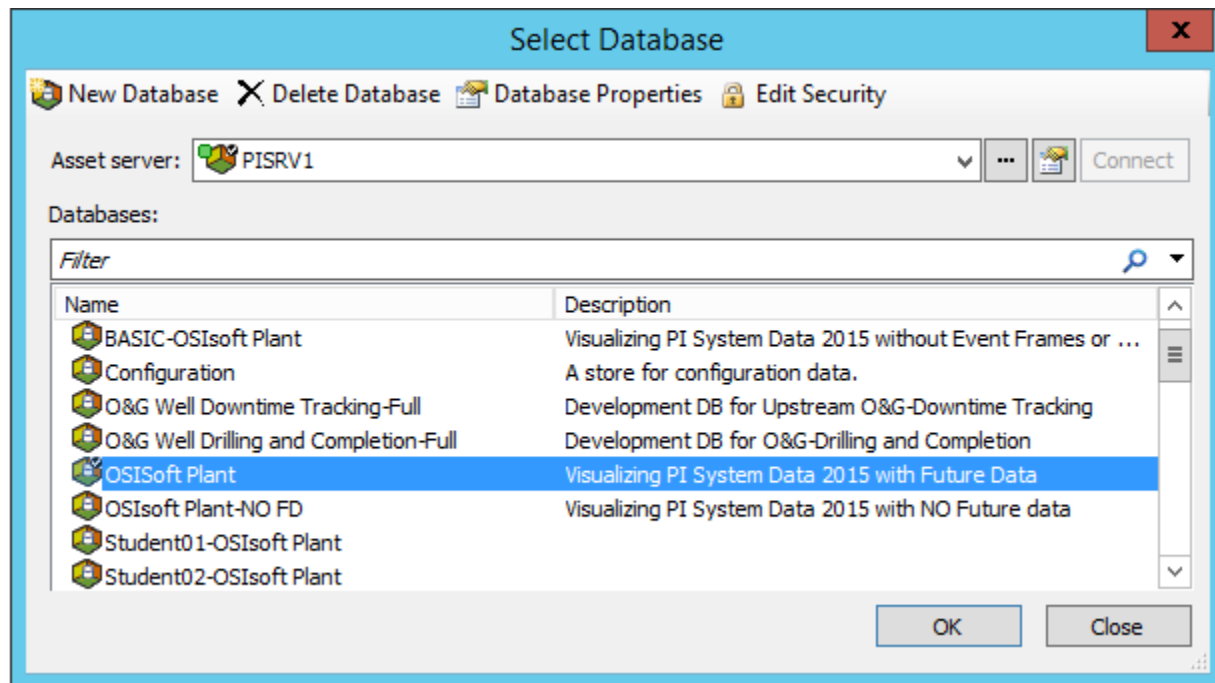 Select Database
x
New Database Delete Database Database Properties Edit Security
Asset server: PISRV1 ... Connect
Databases:
Filter
Name Description
BASIC-OSIsoft Plant Visualizing PI System Data 2015 without Event Frames or ...
Configuration A store for configuration data.
O&G Well Downtime Tracking-Full Development DB for Upstream O&G-Downtime Tracking
O&G Well Drilling and Completion-Full Development DB for O&G-Drilling and Completion
OSISoft Plant Visualizing PI System Data 2015 with Future Data
OSIsoft Plant-NO FD Visualizing PI System Data 2015 with NO Future data
Student01-OSIsoft Plant
Student02-OSIsoft Plant
OK Close